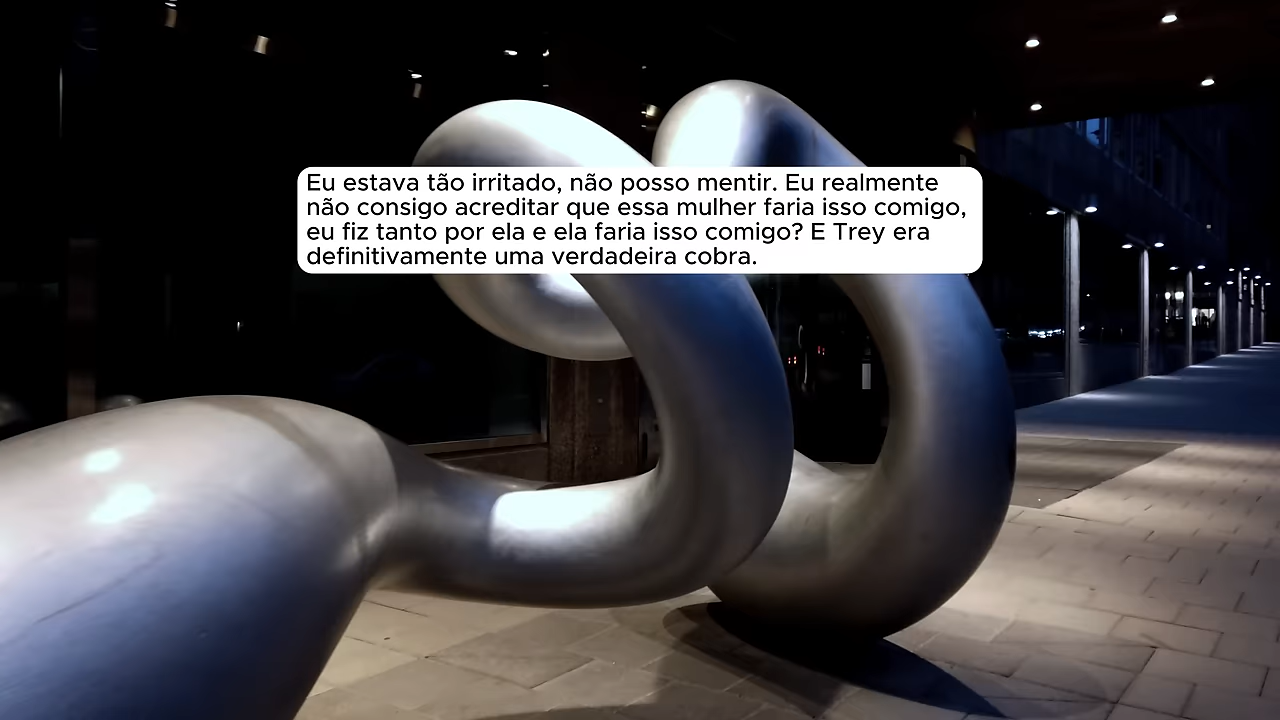 Eu estava tão irritado, não posso mentir. Eu realmente
não consigo acreditar que essa mulher faria isso comigo,
eu fiz tanto por ela e ela faria isso comigo? E Trey era
definitivamente uma verdadeira cobra.